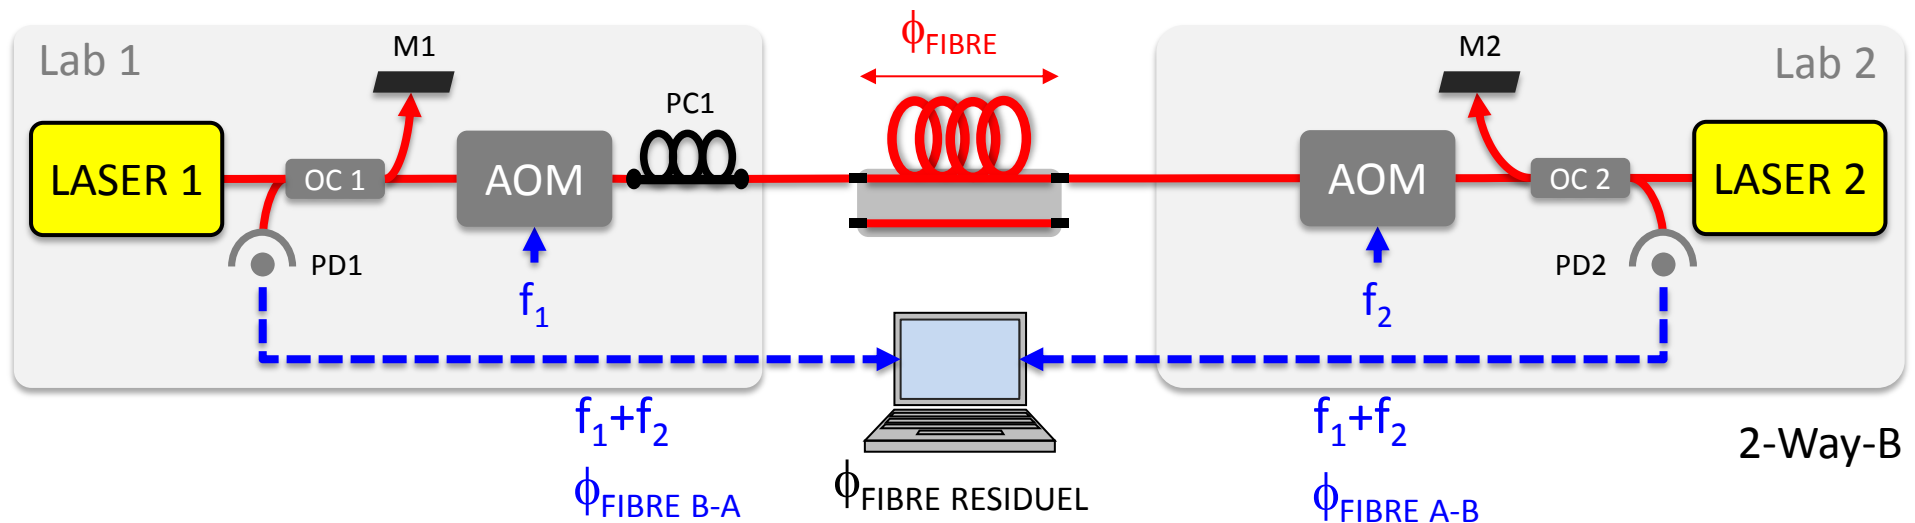 Lab 1
M1
PC1
LASER 1
OC 1
AOM
PD1
f1
ϕFIBRE
Lab 2
M2
AOM
OC 2
LASER 2
PD2
f2
f1+f2
ϕFIBRE B-A
ϕFIBRE RESIDUEL
f1+f2
ϕFIBRE A-B
2-Way-B